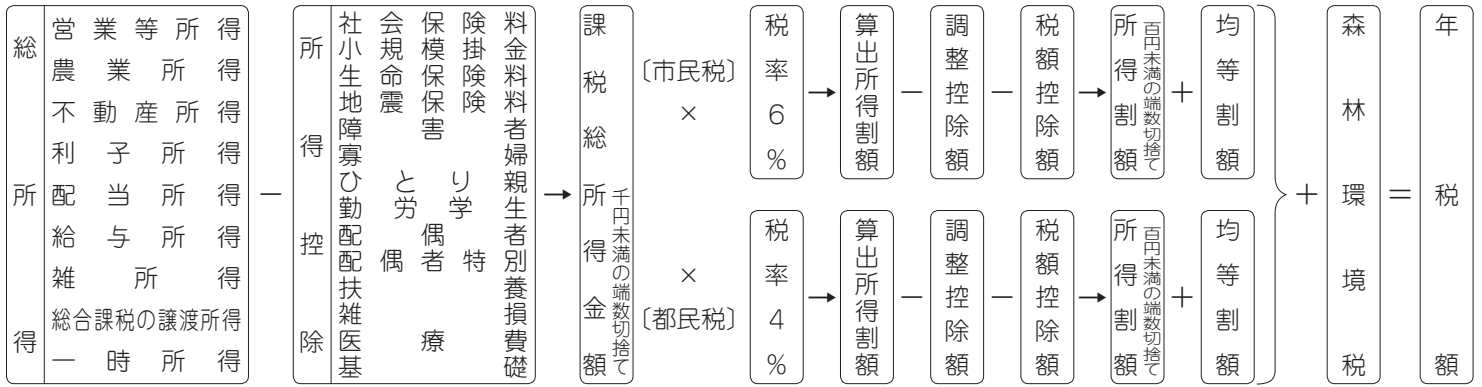 総所得
営業等所得
農業所得
不動産所得
利子所得
配当所得
給与所得
雑所得
総合課税の譲渡所得
一時所得
－
所得控除
社会保険料
小規模掛金
生命保険料
地震保険料
障害者
寡婦
ひとり親
勤労学生
配偶者
配偶者特別
扶養
雑損
医療費
基礎
→
課税総所得金額
千円未満の端数切捨て
〔市民税〕
×
税率6%
→
算出所得割額
－
調整控除額
－
税額控除額
→
所得割額
百円未満の端数切捨て
＋
均等割額
×
〔都民税〕
税率4%
→
算出所得割額
－
調整控除額
－
税額控除額
→
所得割額
百円未満の端数切捨て
＋
均等割額
＋
森林環境税
＝
年税額